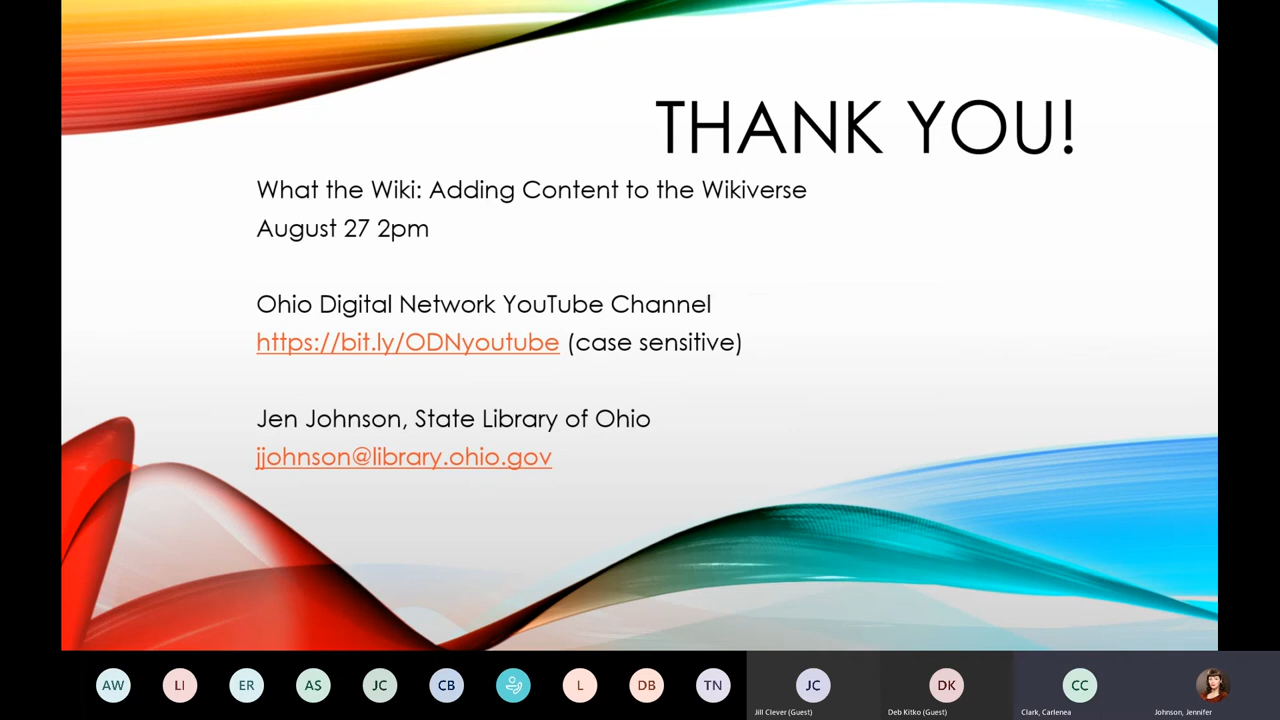 THANK YOU!
What the Wiki: Adding Content to the Wikiverse
August 27 2pm
Ohio Digital Network YouTube Channel
https://bit.ly/ODNyoutube (case sensitive)
Jen Johnson, State Library of Ohio
jjohnson@library.ohio.gov
AW LI ER AS JC CB L DB TN JC DK CC
Jill Clever (Guest) Deb Kitko (Guest) Clark, Carlenea Johnson, Jennifer